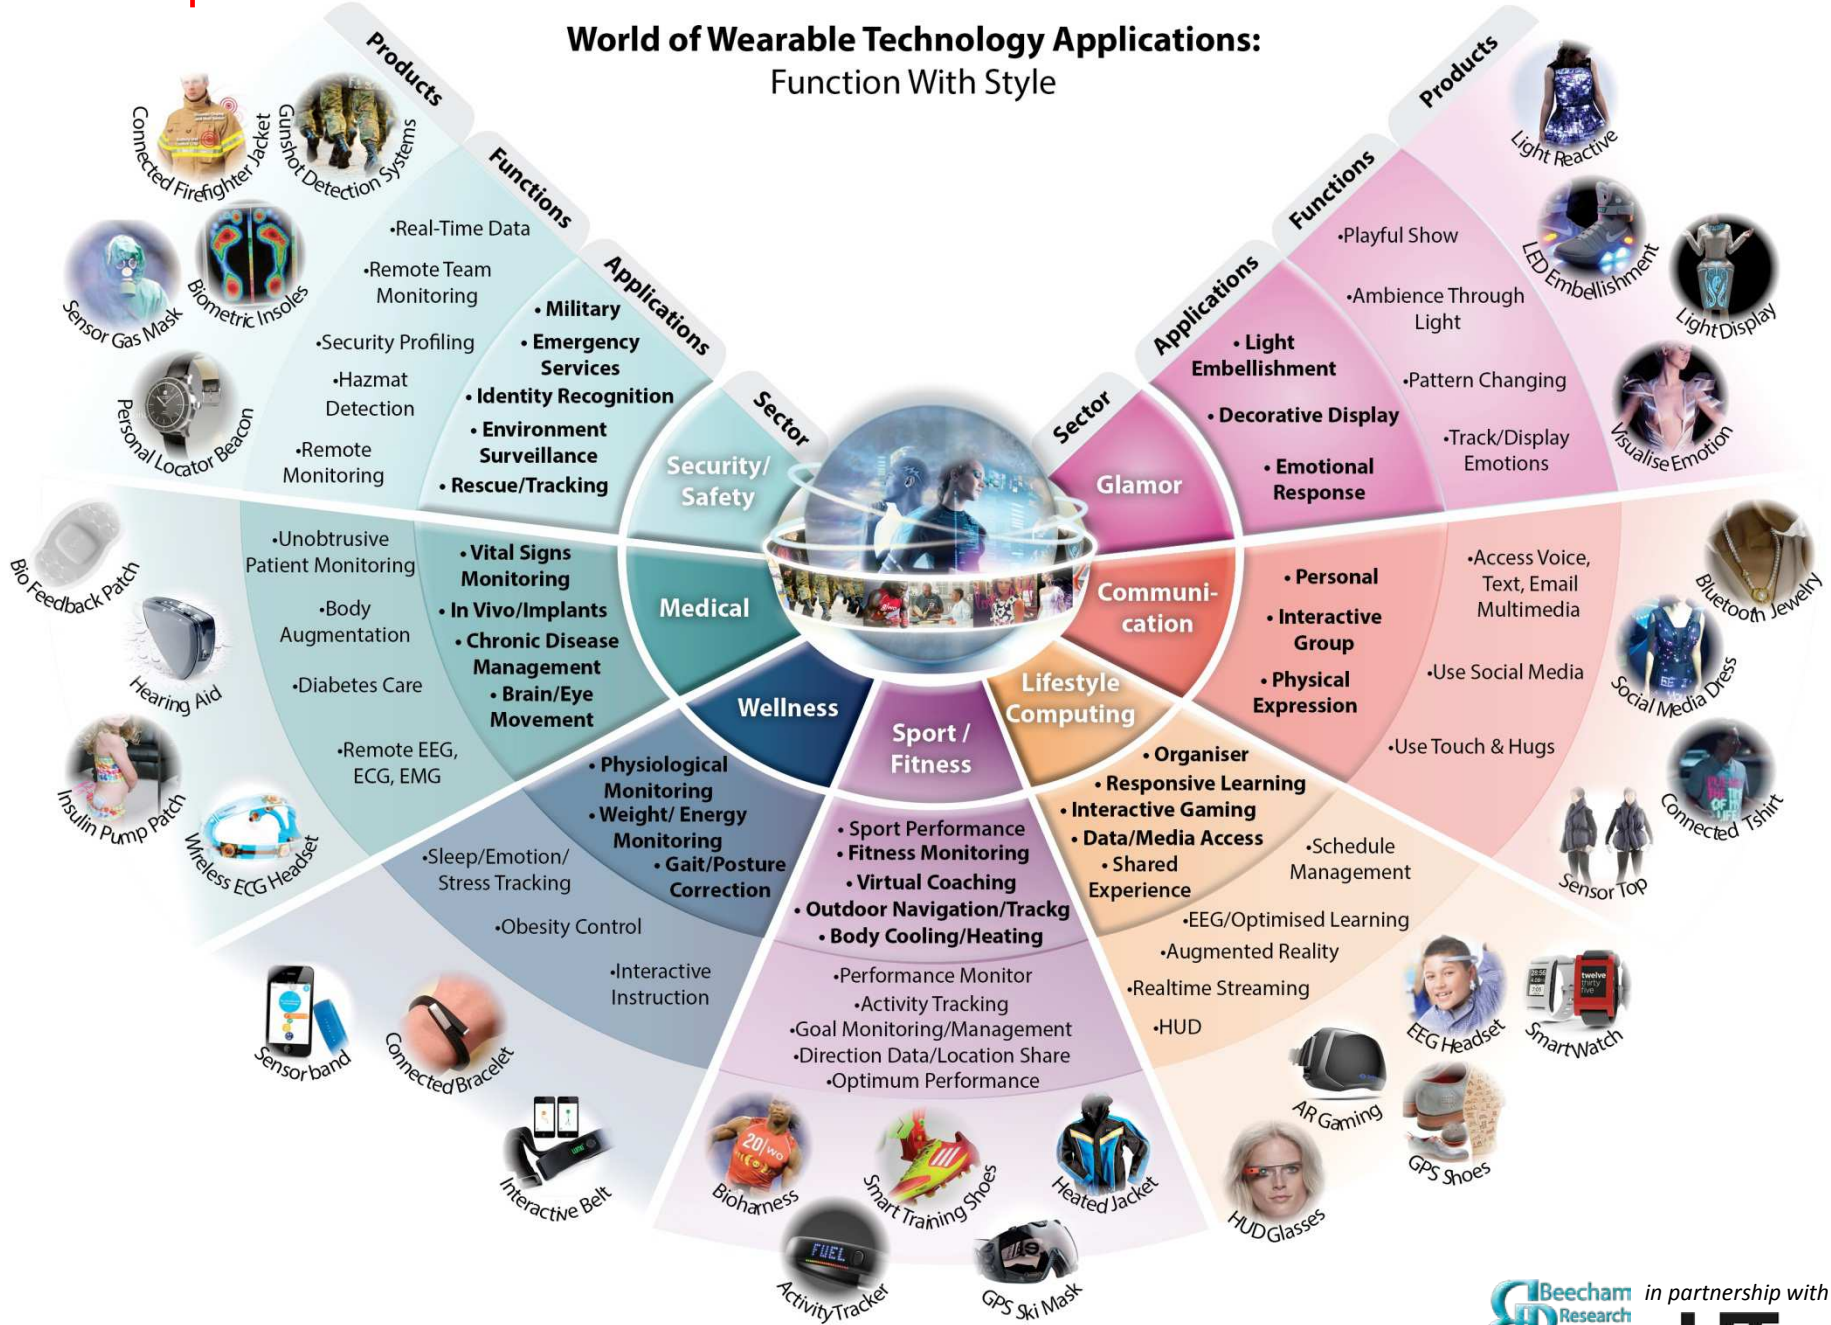 World of Wearable Technology Applications:
Function With Style
Products
Functions
Applications
Sector
Security/
Safety
• Military
• Emergency
Services
• Identity Recognition
• Environment
Surveillance
• Rescue/Tracking
•Real-Time Data
•Remote Team
Monitoring
•Security Profiling
•Hazmat
Detection
•Remote
Monitoring
Connected Firefighter Jacket
Gunshot Detection Systems
Sensor Gas Mask
Biometric Insoles
Personal Locator Beacon
Medical
• Vital Signs
Monitoring
• In Vivo/Implants
• Chronic Disease
Management
• Brain/Eye
Movement
•Unobtrusive
Patient Monitoring
•Body
Augmentation
•Diabetes Care
•Remote EEG,
ECG, EMG
Bio Feedback Patch
Hearing Aid
Insulin Pump Patch
Wireless ECG Headset
Wellness
• Physiological
Monitoring
• Weight/ Energy
Monitoring
• Gait/Posture
Correction
•Sleep/Emotion/
Stress Tracking
•Obesity Control
•Interactive
Instruction
Sensorband
Connected Bracelet
Interactive Belt
Sport /
Fitness
• Sport Performance
• Fitness Monitoring
• Virtual Coaching
• Outdoor Navigation/Trackg
• Body Cooling/Heating
•Performance Monitor
•Activity Tracking
•Goal Monitoring/Management
•Direction Data/Location Share
•Optimum Performance
20|wo
Bioharness
Smart Training Shoes
Heated Jacket
FUEL
Activity Tracker
GPS Ski Mask
Lifestyle
Computing
• Organiser
• Responsive Learning
• Interactive Gaming
• Data/Media Access
• Shared
Experience
•Schedule
Management
•EEG/Optimised Learning
•Augmented Reality
•Realtime Streaming
•HUD
EEG Headset
twelve
thirty
five
SmartWatch
AR Gaming
GPS Shoes
HUD Glasses
Communi-
cation
• Personal
• Interactive
Group
• Physical
Expression
•Access Voice,
Text, Email
Multimedia
•Use Social Media
•Use Touch & Hugs
Bluetooth Jewelry
Social Media Dress
Connected Tshirt
Sensor Top
Sector
Applications
Functions
Products
Glamor
• Light
Embellishment
• Decorative Display
• Emotional
Response
•Playful Show
•Ambience Through
Light
•Pattern Changing
•Track/Display
Emotions
Light Reactive
LED Embellishment
Light Display
Visualise Emotion
Beecham
Research
in partnership with